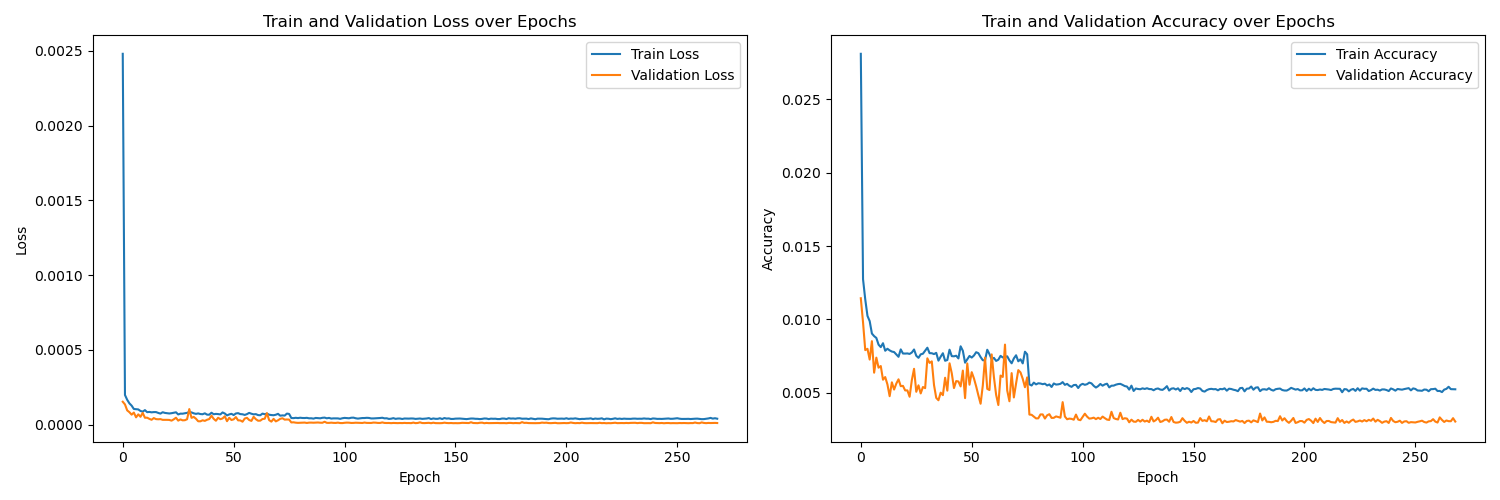 Train and Validation Loss over Epochs
0.0025
0.0020
0.0015
0.0010
0.0005
0.0000
Loss
Train Loss
Validation Loss
0
50
100
150
200
250
Epoch
Train and Validation Accuracy over Epochs
0.025
0.020
0.015
0.010
0.005
Accuracy
Train Accuracy
Validation Accuracy
0
50
100
150
200
250
Epoch